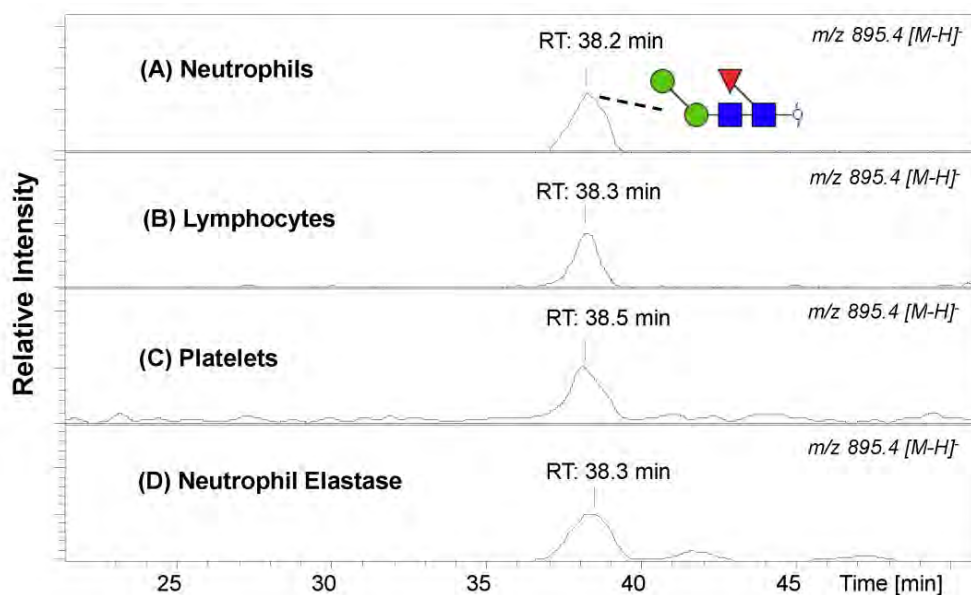 m/z 895.4 [M-H]-
RT: 38.2 min
(A) Neutrophils
m/z 895.4 [M-H]-
RT: 38.3 min
(B) Lymphocytes
m/z 895.4 [M-H]-
RT: 38.5 min
(C) Platelets
m/z 895.4 [M-H]-
RT: 38.3 min
(D) Neutrophil Elastase
Relative Intensity
25 30 35 40 45 Time [min]